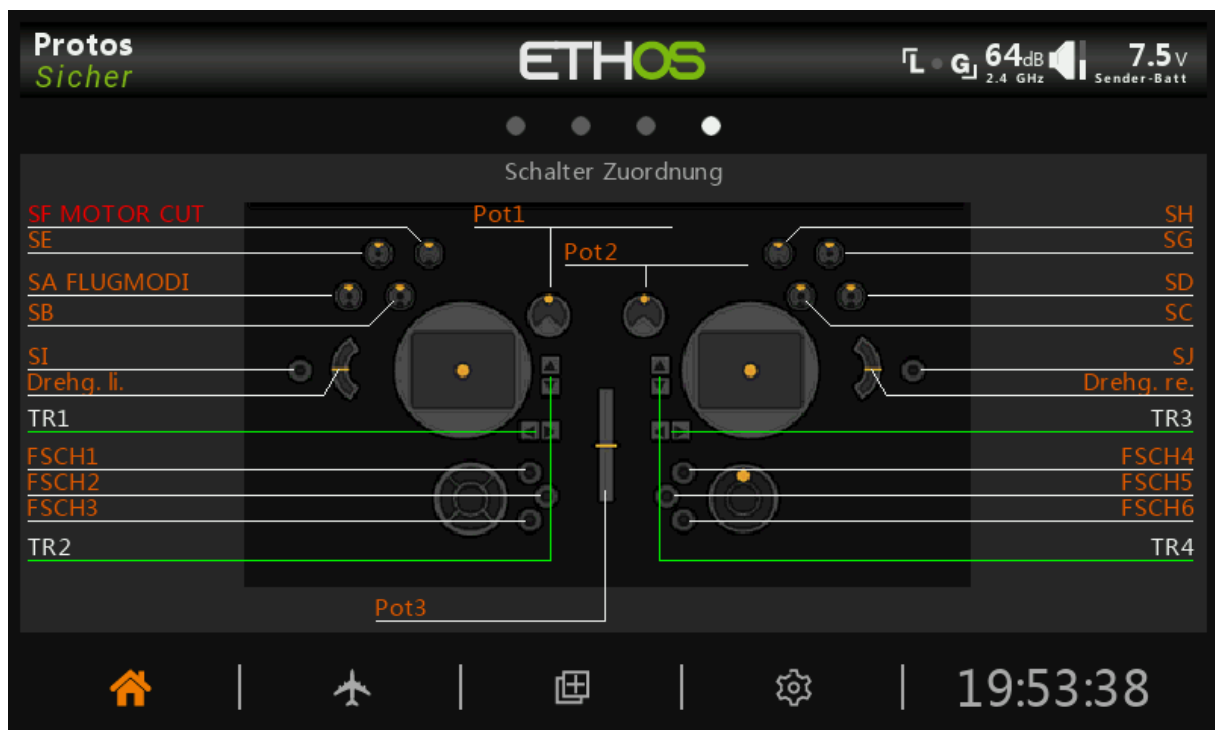 Protos
Sicher
ETHOS
L G 64dB
2.4 GHz
7.5V
Sender-Batt
Schalter Zuordnung
SF MOTOR CUT
SE
SA FLUGMODI
SB
SI
Drehg. li.
TR1
FSCH1
FSCH2
FSCH3
TR2
Pot1
Pot2
Pot3
SH
SG
SD
SC
SJ
Drehg. re.
TR3
FSCH4
FSCH5
FSCH6
TR4
19:53:38